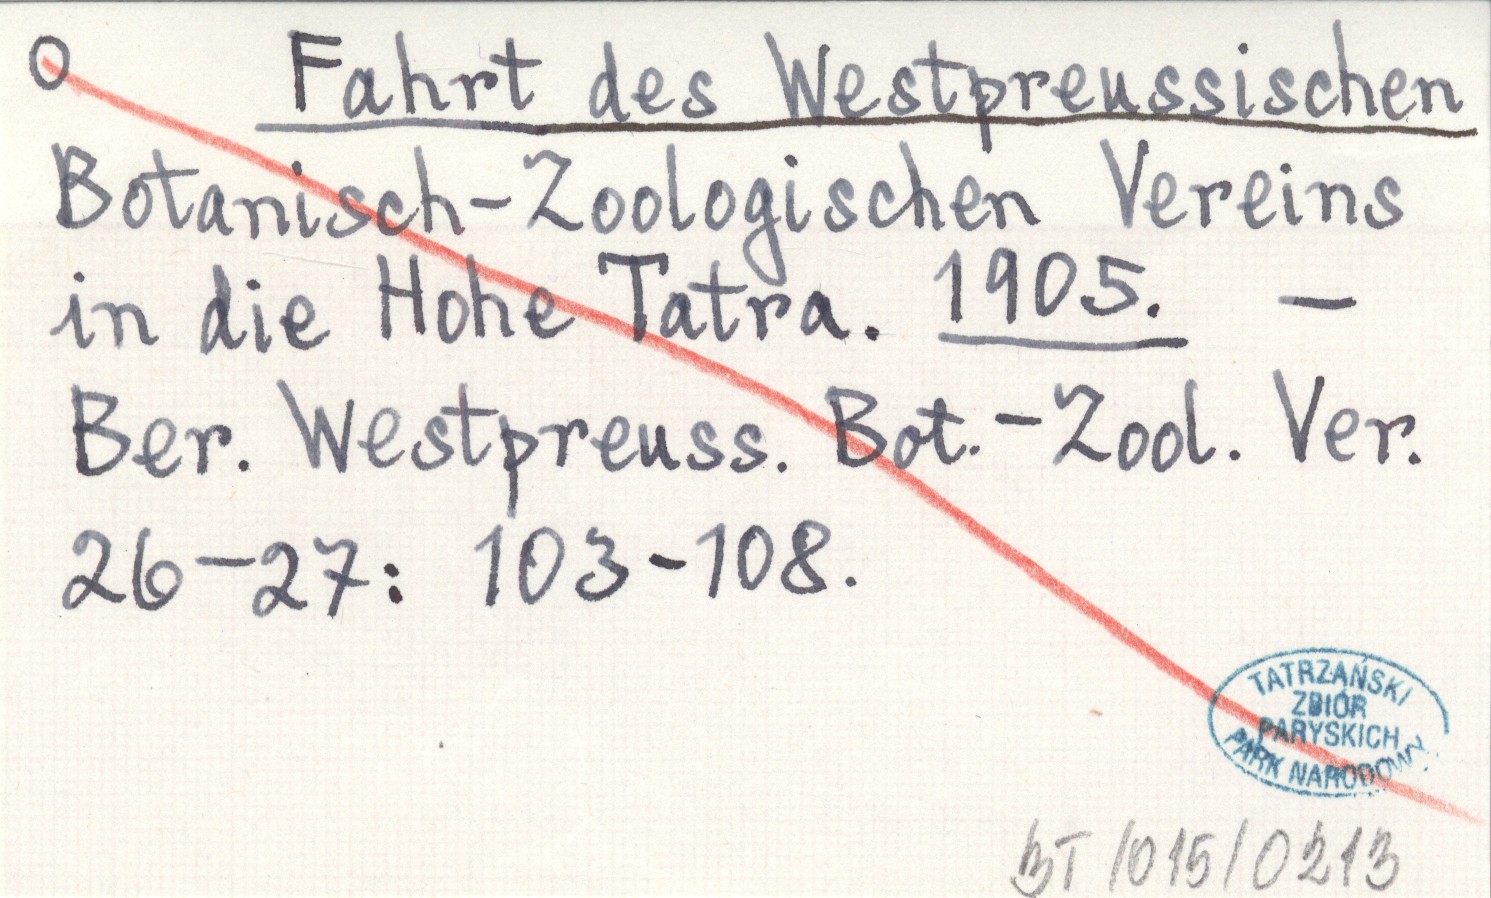 O Fahrt des Westpreussischen
Botanisch-Zoologischen Vereins
in die Hohe Tatra. 1905. —
Ber. Westpreuss. Bot.-Zool. Ver.
26-27: 103-108.
TATRZAŃSKI
ZBIÓR
PARYSKICH
PARK NARODOWY
BT/015/0213